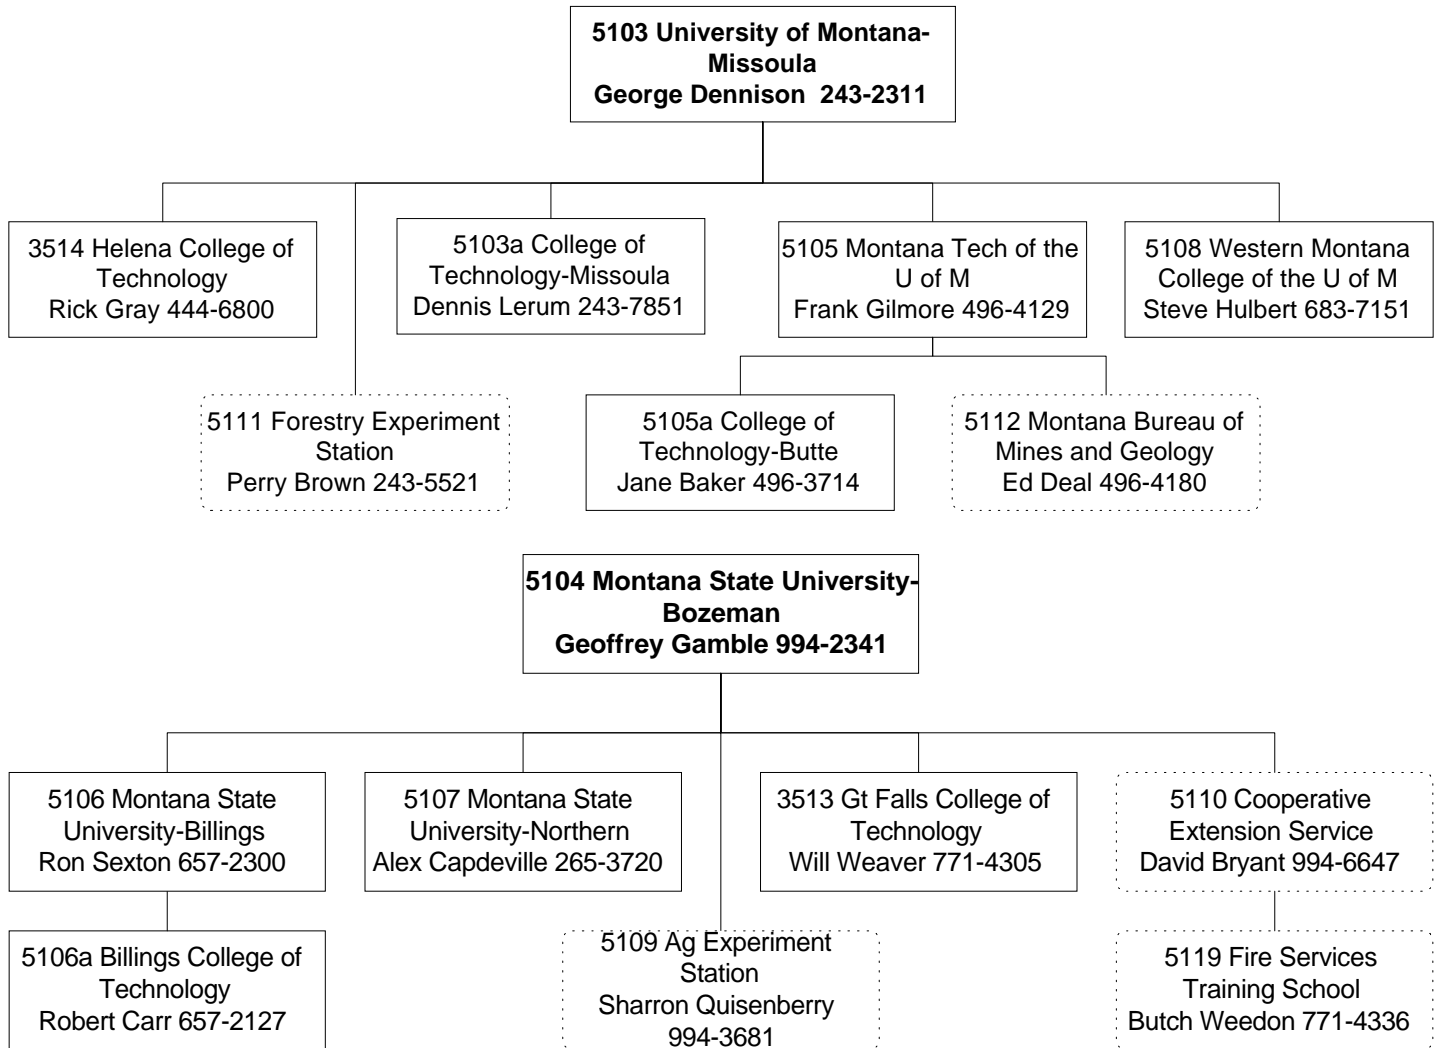 5103 University of Montana-
Missoula
George Dennison  243-2311
3514 Helena College of
Technology
Rick Gray 444-6800
5103a College of
Technology-Missoula
Dennis Lerum 243-7851
5105 Montana Tech of the
U of M
Frank Gilmore 496-4129
5108 Western Montana
College of the U of M
Steve Hulbert 683-7151
5111 Forestry Experiment
Station
Perry Brown 243-5521
5105a College of
Technology-Butte
Jane Baker 496-3714
5112 Montana Bureau of
Mines and Geology
Ed Deal 496-4180
5104 Montana State University-
Bozeman
Geoffrey Gamble 994-2341
5106 Montana State
University-Billings
Ron Sexton 657-2300
5107 Montana State
University-Northern
Alex Capdeville 265-3720
3513 Gt Falls College of
Technology
Will Weaver 771-4305
5110 Cooperative
Extension Service
David Bryant 994-6647
5106a Billings College of
Technology
Robert Carr 657-2127
5109 Ag Experiment
Station
Sharron Quisenberry
994-3681
5119 Fire Services
Training School
Butch Weedon 771-4336